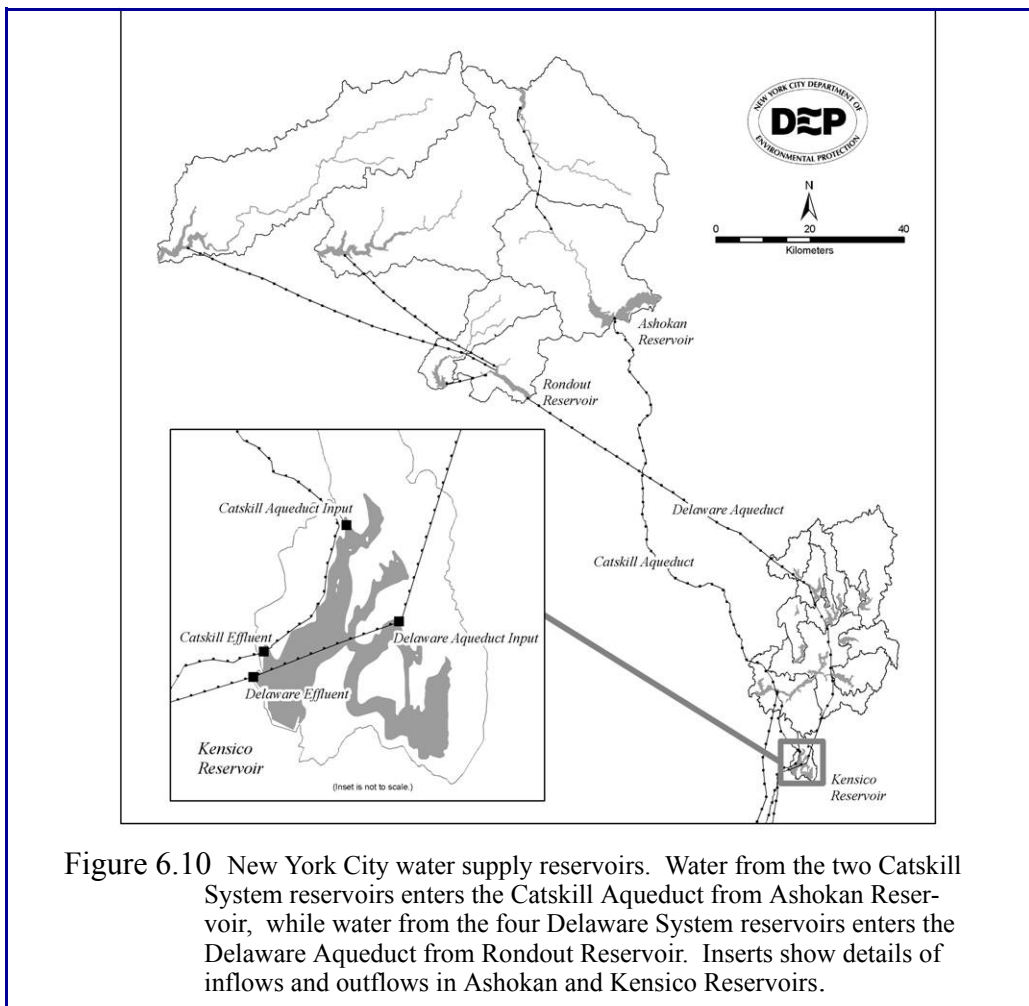 NEW YORK CITY DEPARTMENT OF
DEP
ENVIRONMENTAL PROTECTION
N
0 20 40
Kilometers
Ashokan
Reservoir
Rondout
Reservoir
Delaware Aqueduct
Catskill Aqueduct
Catskill Aqueduct Input
Catskill Effluent
Delaware Aqueduct Input
Delaware Effluent
Kensico
Reservoir
(Inset is not to scale.)
Kensico
Reservoir
Figure 6.10 New York City water supply reservoirs. Water from the two Catskill
System reservoirs enters the Catskill Aqueduct from Ashokan Reser-
voir, while water from the four Delaware System reservoirs enters the
Delaware Aqueduct from Rondout Reservoir. Inserts show details of
inflows and outflows in Ashokan and Kensico Reservoirs.